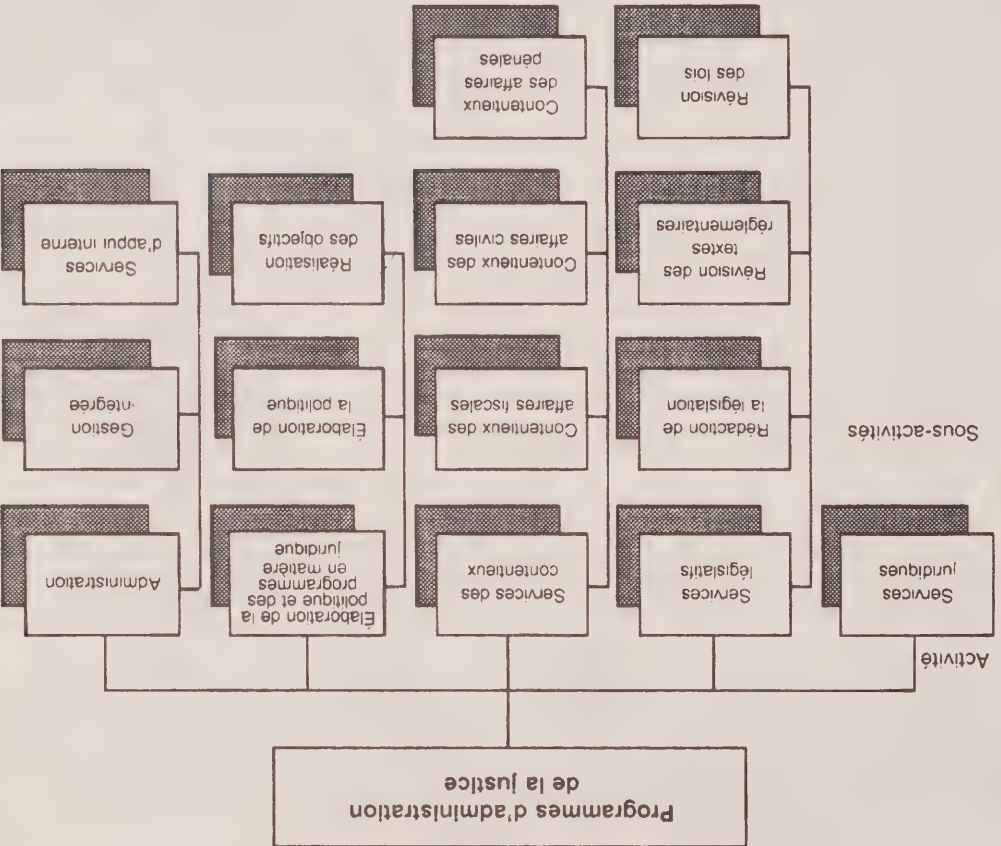 Programmes d'administration
de la justice
Activité
Services
juridiques
Services
législatifs
Services des
contentieux
Élaboration de la
politique et des
programmes
en matière
juridique
Administration
Sous-activités
Rédaction de
la législation
Contentieux des
affaires fiscales
Élaboration de
la politique
Gestion
intégrée
Révision des
textes
réglementaires
Contentieux des
affaires civiles
Réalisation
des objectifs
Services
d'appui interne
Révision
des lois
Contentieux
des affaires
pénales